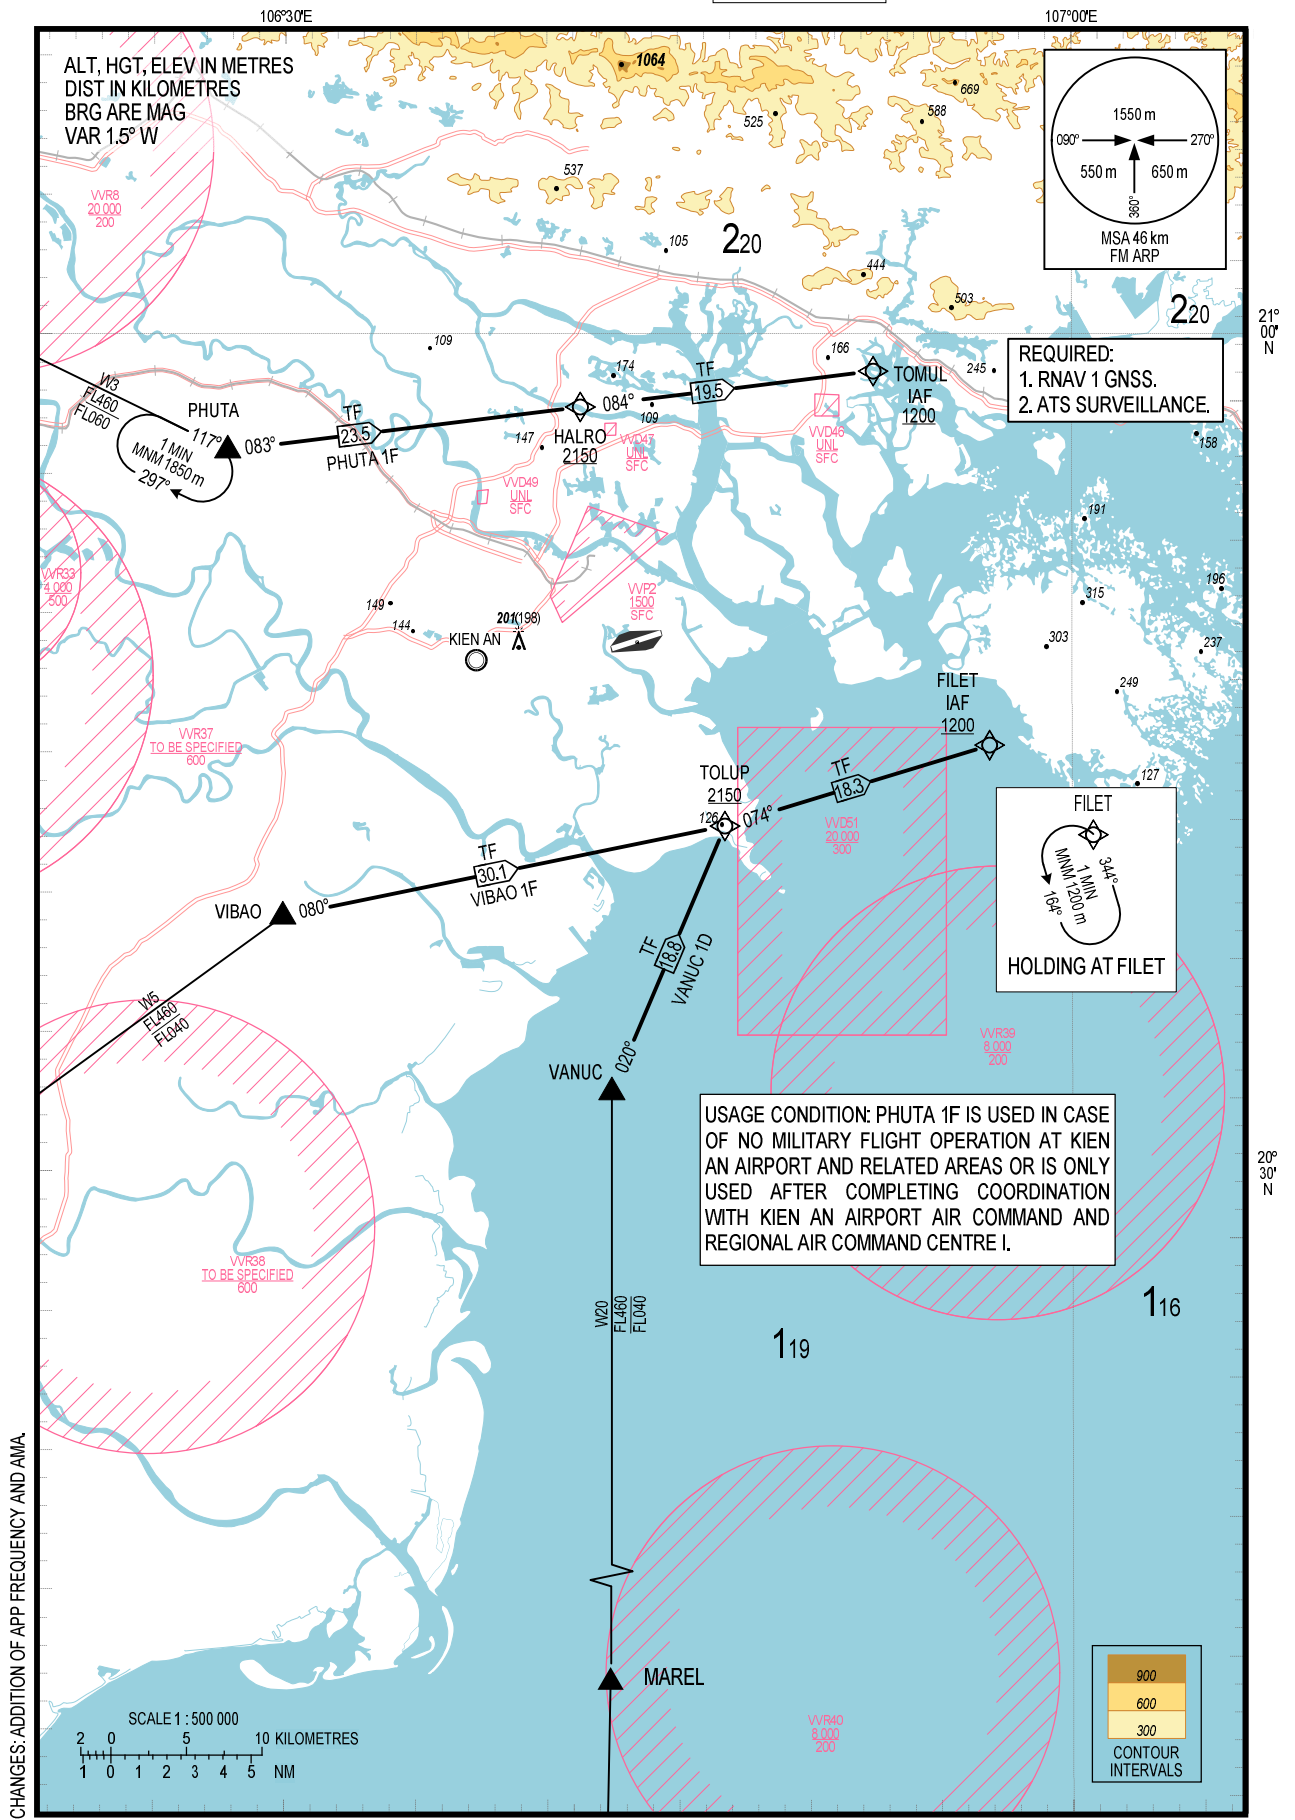 106°30'E
107°00'E
ALT, HGT, ELEV IN METRES
DIST IN KILOMETRES
BRG ARE MAG
VAR 1.5° W
1064
669
588
525
537
1550 m
090°
270°
550 m
650 m
360°
MSA 46 km
FM ARP
VVR8
20 000
200
105
220
444
503
220
21°
00'
N
109
174
166
245
REQUIRED:
1. RNAV 1 GNSS.
2. ATS SURVEILLANCE.
W3
FL460
FL060
PHUTA
117°
1 MIN
MNM 1850 m
297°
083°
TF
23.5
PHUTA 1F
HALRO
2150
084°
109
TF
19.5
TOMUL
IAF
1200
147
VVD47
UNL
SFC
VVD46
UNL
SFC
158
VVD49
UNL
SFC
191
VVR33
4 000
500
VVP2
1500
SFC
196
149
144
201(198)
KIEN AN
315
303
237
249
FILET
IAF
1200
VVR37
TO BE SPECIFIED
600
TOLUP
2150
126
074°
TF
18.3
127
VVD51
20 000
300
FILET
344°
1 MIN
MNM 1200 m
164°
HOLDING AT FILET
VIBAO
080°
TF
30.1
VIBAO 1F
TF
18.8
VANUC 1D
W5
FL460
FL040
020°
VANUC
VVR39
8 000
200
USAGE CONDITION: PHUTA 1F IS USED IN CASE
OF NO MILITARY FLIGHT OPERATION AT KIEN
AN AIRPORT AND RELATED AREAS OR IS ONLY
USED AFTER COMPLETING COORDINATION
WITH KIEN AN AIRPORT AIR COMMAND AND
REGIONAL AIR COMMAND CENTRE I.
20°
30'
N
VVR38
TO BE SPECIFIED
600
W20
FL460
FL040
116
119
MAREL
VVR40
8 000
200
SCALE 1 : 500 000
2 0 5 10 KILOMETRES
1 0 1 2 3 4 5 NM
900
600
300
CONTOUR
INTERVALS
CHANGES: ADDITION OF APP FREQUENCY AND AMA.